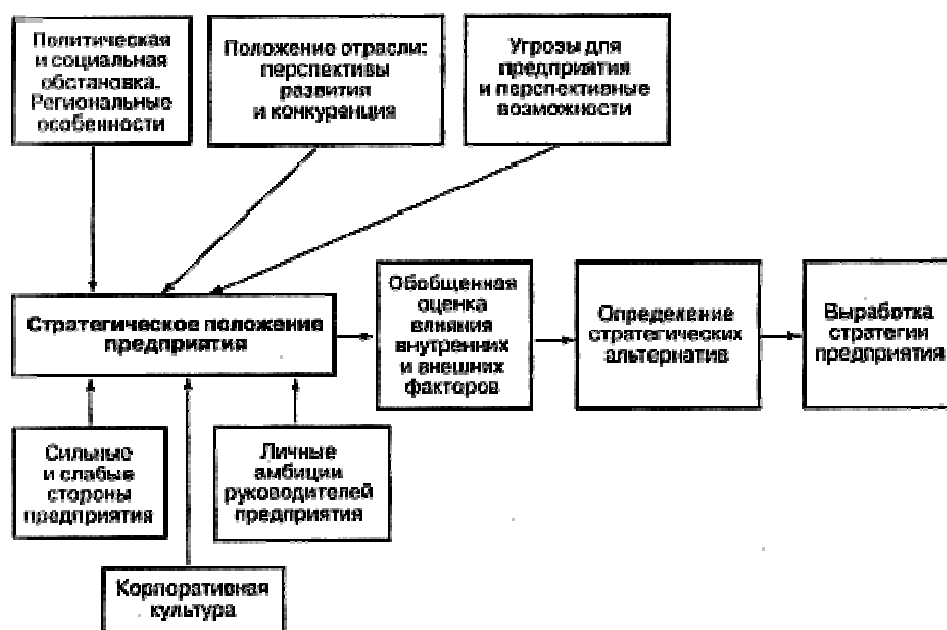 Политическая
и социальная
обстановка.
Региональные
особенности
Положение отрасли:
перспективы
развития
и конкуренция
Угрозы для
предприятия
и перспективные
возможности
Стратегическое положение
предприятия
Обобщенная
оценка
влияния
внутренних
и внешних
факторов
Определение
стратегических
альтернатив
Выработка
стратегии
предприятия
Сильные
и слабые
стороны
предприятия
Личные
амбиции
руководителей
предприятия
Корпоративная
культура